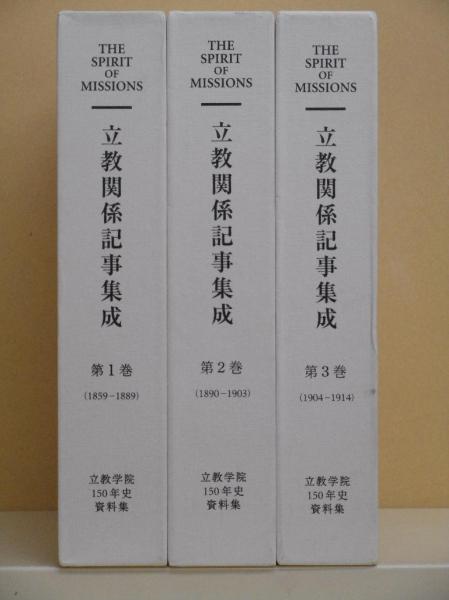 THE
SPIRIT
OF
MISSIONS
立教関係記事集成
第1巻
(1859－1889)
立教学院
150年史
資料集
THE
SPIRIT
OF
MISSIONS
立教関係記事集成
第2巻
(1890－1903)
立教学院
150年史
資料集
THE
SPIRIT
OF
MISSIONS
立教関係記事集成
第3巻
(1904－1914)
立教学院
150年史
資料集